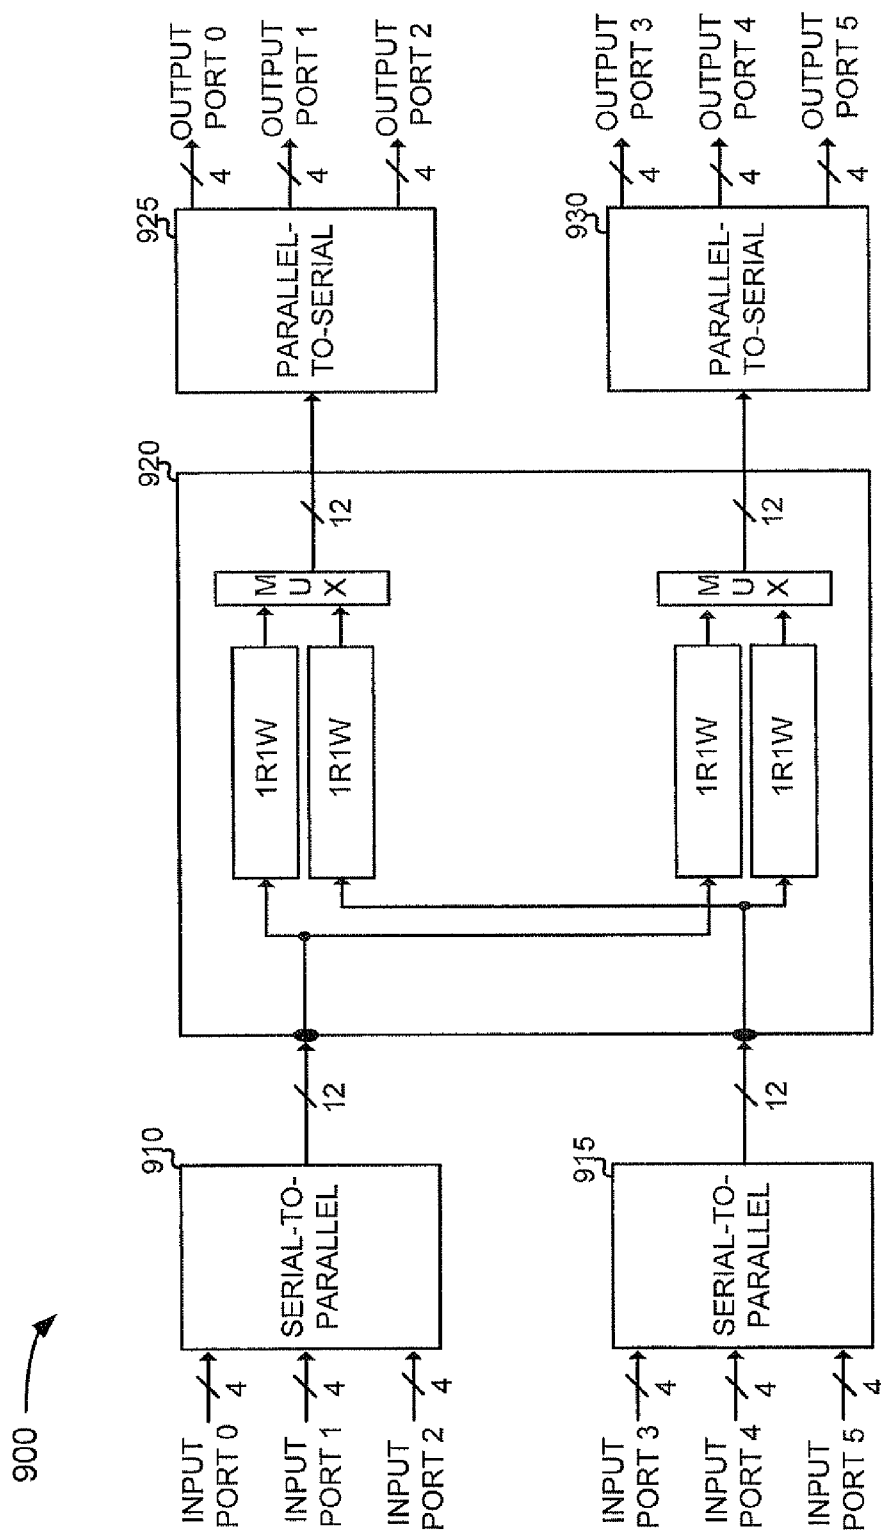 900
INPUT
PORT 0
INPUT
PORT 1
INPUT
PORT 2
4
4
4
910
SERIAL-TO-
PARALLEL
12
INPUT
PORT 3
INPUT
PORT 4
INPUT
PORT 5
4
4
4
915
SERIAL-TO-
PARALLEL
12
920
1R1W
1R1W
M
U
X
12
1R1W
1R1W
M
U
X
12
925
PARALLEL-
TO-SERIAL
4
4
4
OUTPUT
PORT 0
OUTPUT
PORT 1
OUTPUT
PORT 2
930
PARALLEL-
TO-SERIAL
4
4
4
OUTPUT
PORT 3
OUTPUT
PORT 4
OUTPUT
PORT 5